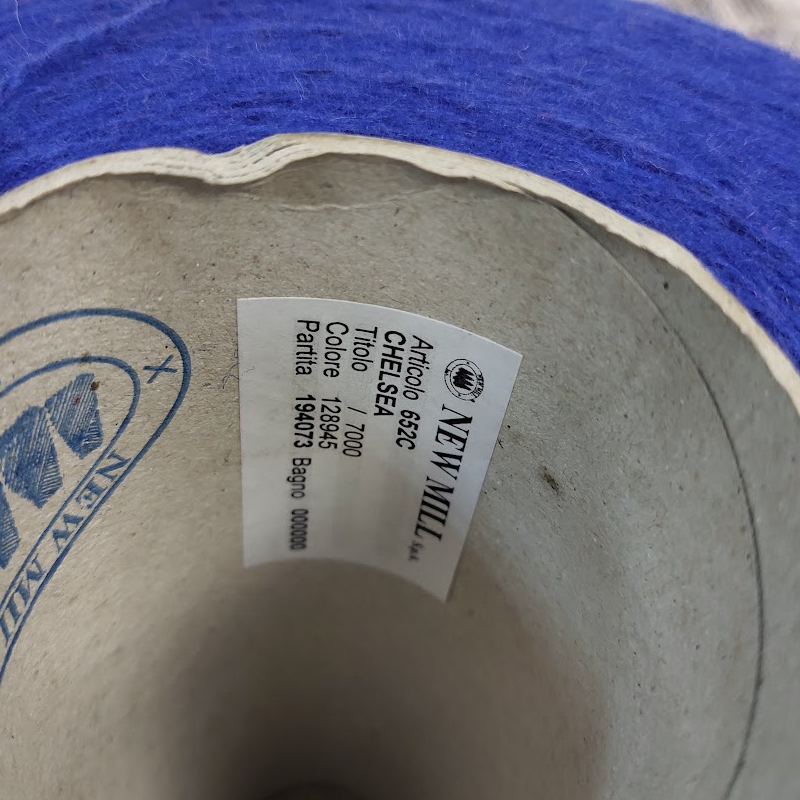 NEW MILL S.p.A.
Articolo 652C
CHELSEA
Titolo / 7000
Colore 128945
Partita 194073 Bagno 000000
NEW MILL
X